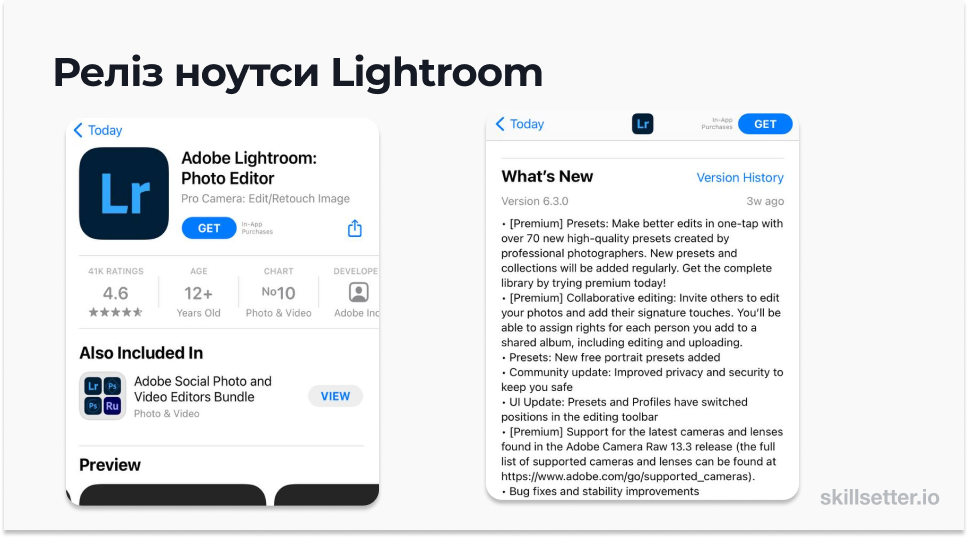 Реліз ноутси Lightroom
Today
Lr
Adobe Lightroom:
Photo Editor
Pro Camera: Edit/Retouch Image
GET
In-App
Purchases
41K RATINGS
4.6
AGE
12+
Years Old
CHART
No10
Photo & Video
DEVELOPE
Adobe Inc
Also Included In
Lr Ps
Ps Ru
Adobe Social Photo and
Video Editors Bundle
Photo & Video
VIEW
Preview
Today
Lr
In-App
Purchases
GET
What's New
Version History
Version 6.3.0
3w ago
• [Premium] Presets: Make better edits in one-tap with
over 70 new high-quality presets created by
professional photographers. New presets and
collections will be added regularly. Get the complete
library by trying premium today!
• [Premium] Collaborative editing: Invite others to edit
your photos and add their signature touches. You'll be
able to assign rights for each person you add to a
shared album, including editing and uploading.
• Presets: New free portrait presets added
• Community update: Improved privacy and security to
keep you safe
• UI Update: Presets and Profiles have switched
positions in the editing toolbar
• [Premium] Support for the latest cameras and lenses
found in the Adobe Camera Raw 13.3 release (the full
list of supported cameras and lenses can be found at
https://www.adobe.com/go/supported_cameras).
• Bug fixes and stability improvements
skillsetter.io